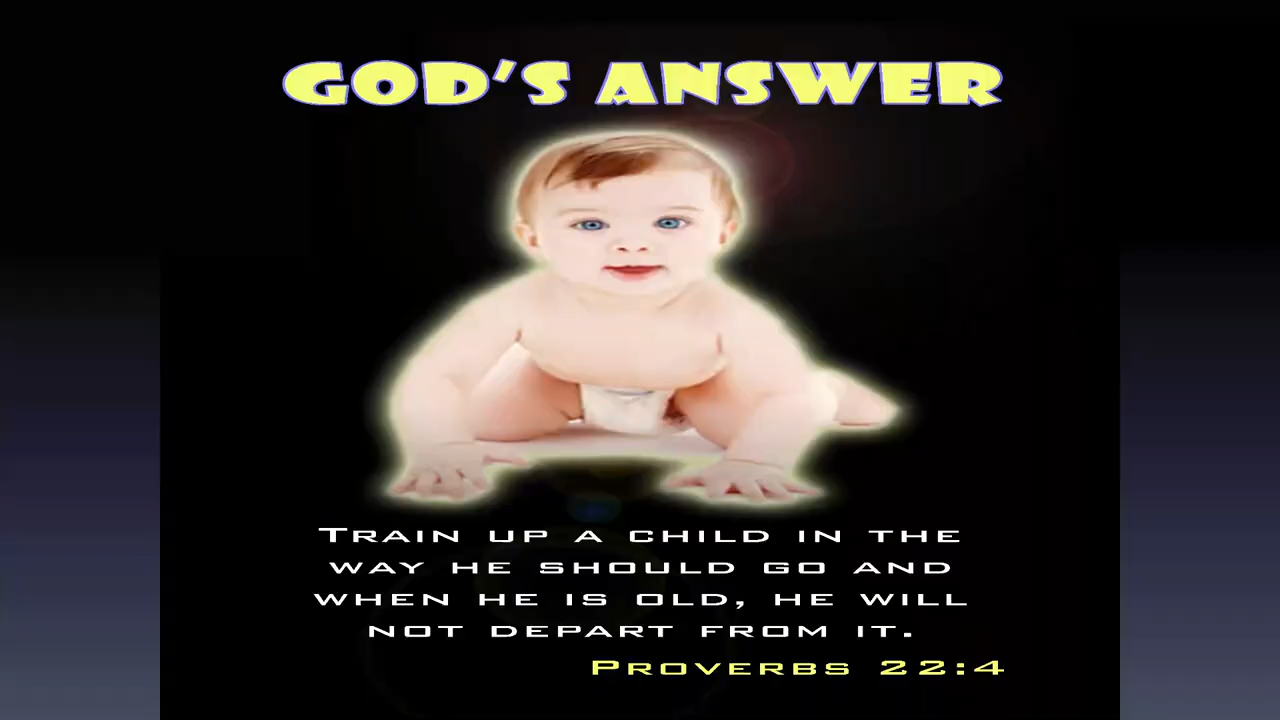 GOD'S ANSWER
TRAIN UP A CHILD IN THE
WAY HE SHOULD GO AND
WHEN HE IS OLD, HE WILL
NOT DEPART FROM IT.
PROVERBS 22:4